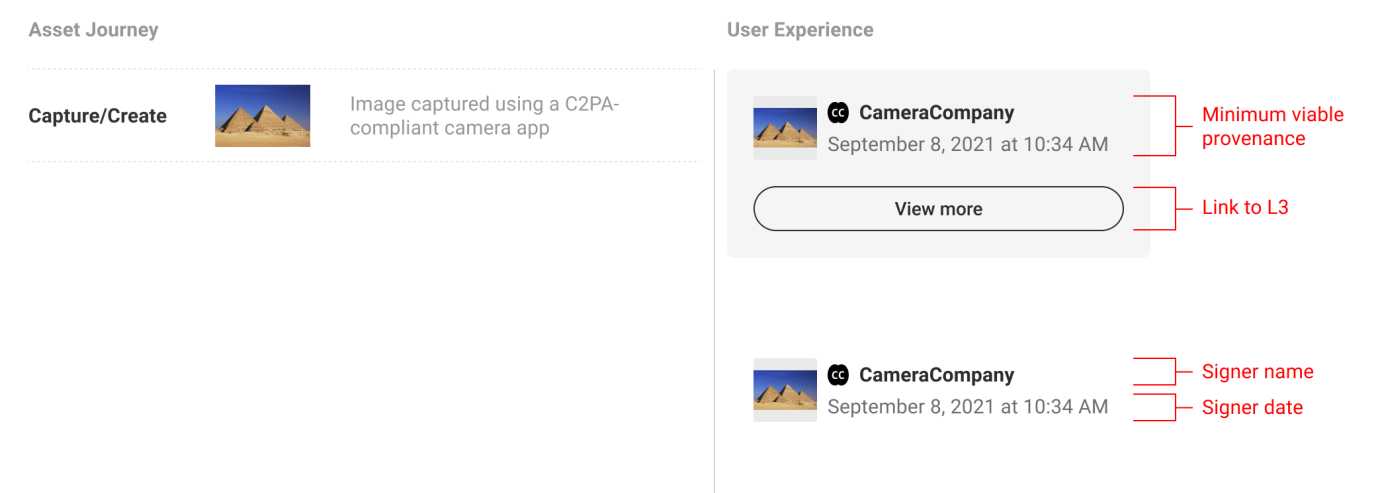 Asset Journey
User Experience
Capture/Create
Image captured using a C2PA-
compliant camera app
CC CameraCompany
September 8, 2021 at 10:34 AM
Minimum viable
provenance
View more
Link to L3
CC CameraCompany
September 8, 2021 at 10:34 AM
Signer name
Signer date